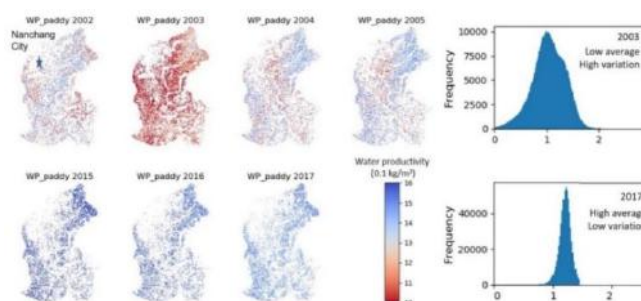 WP_paddy 2002
WP_paddy 2003
WP_paddy 2004
WP_paddy 2005
Nanchang
City
10000
7500
5000
2500
0
Frequency
2003
Low average
High variation
0
1
2
WP_paddy 2015
WP_paddy 2016
WP_paddy 2017
Water productivity
(0.1 kg/m³)
16
15
14
13
12
11
10
40000
20000
0
Frequency
2017
High average
Low variation
0
1
2